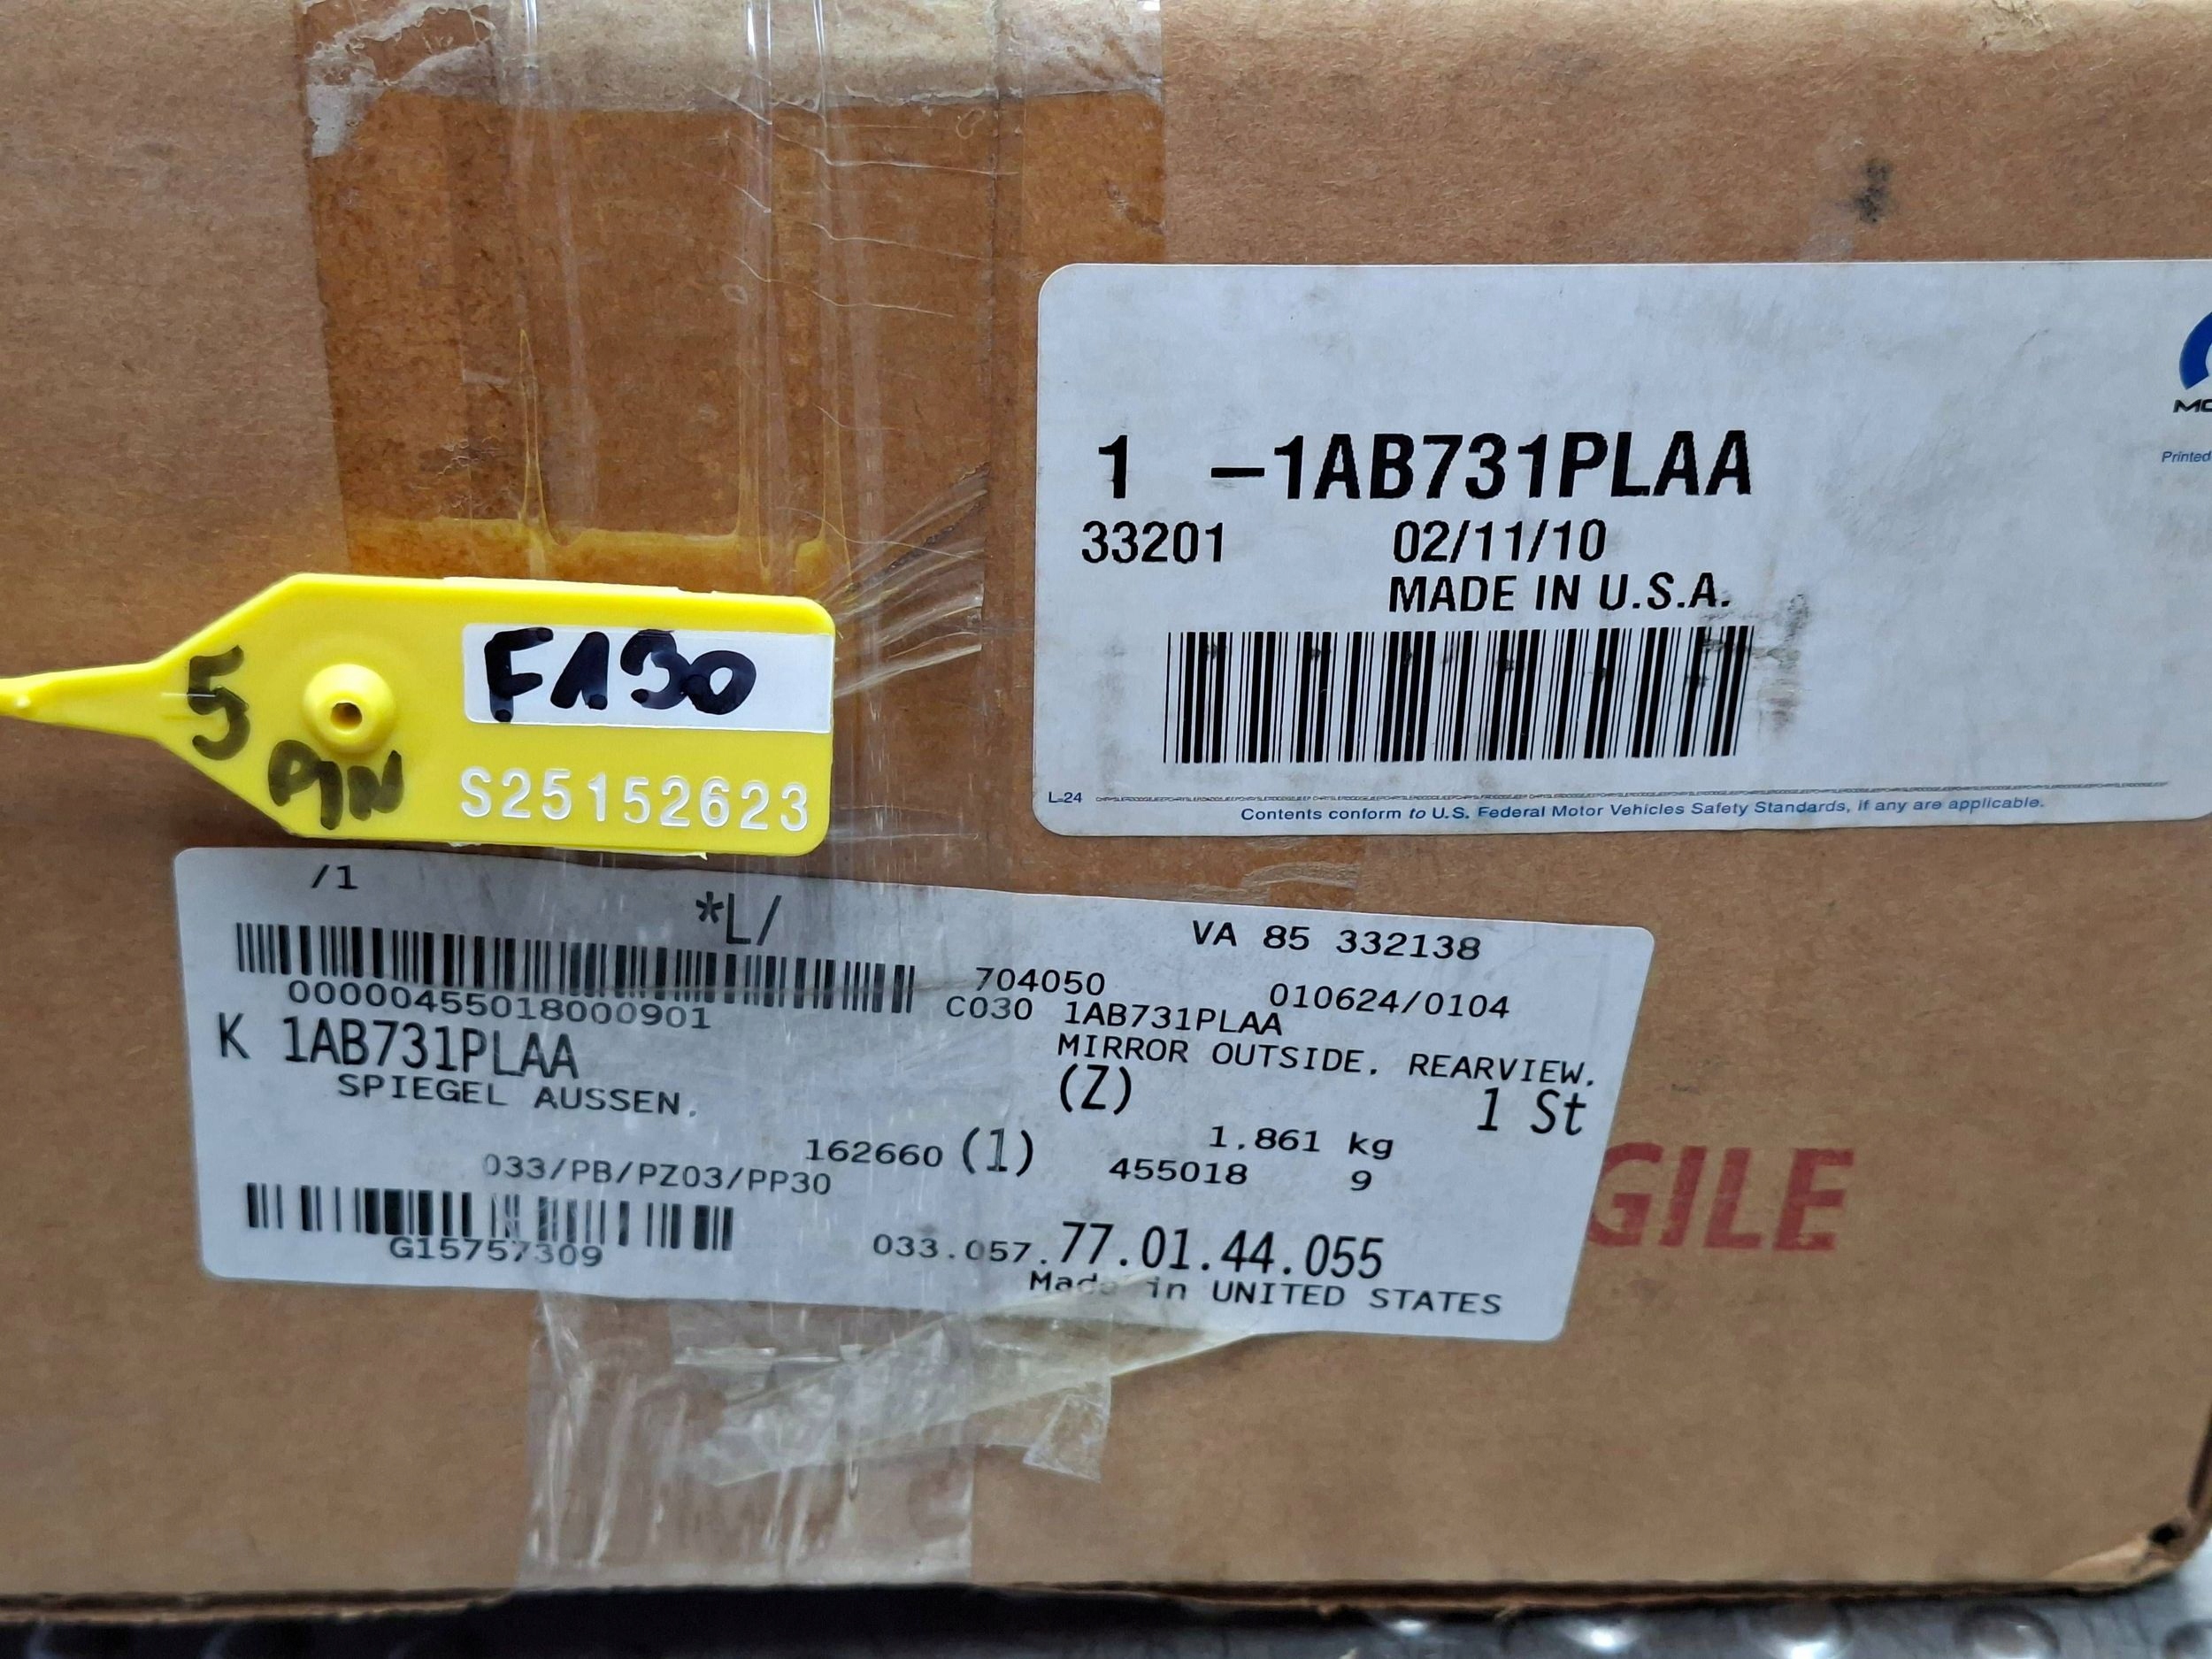 MO
Printed
1 –1AB731PLAA
33201 02/11/10
MADE IN U.S.A.
L-24
Contents conform to U.S. Federal Motor Vehicles Safety Standards, if any are applicable.
5
PIN
F190
S25152623
/1
*L/
VA 85 332138
704050
010624/0104
0000045501800901
C030 1AB731PLAA
K 1AB731PLAA
MIRROR OUTSIDE. REARVIEW.
SPIEGEL AUSSEN.
(Z)
1 St
162660 (1)
1.861 kg
033/PB/PZ03/PP30
455018 9
G15757309
033.057.77.01.44.055
Made in UNITED STATES
GILE